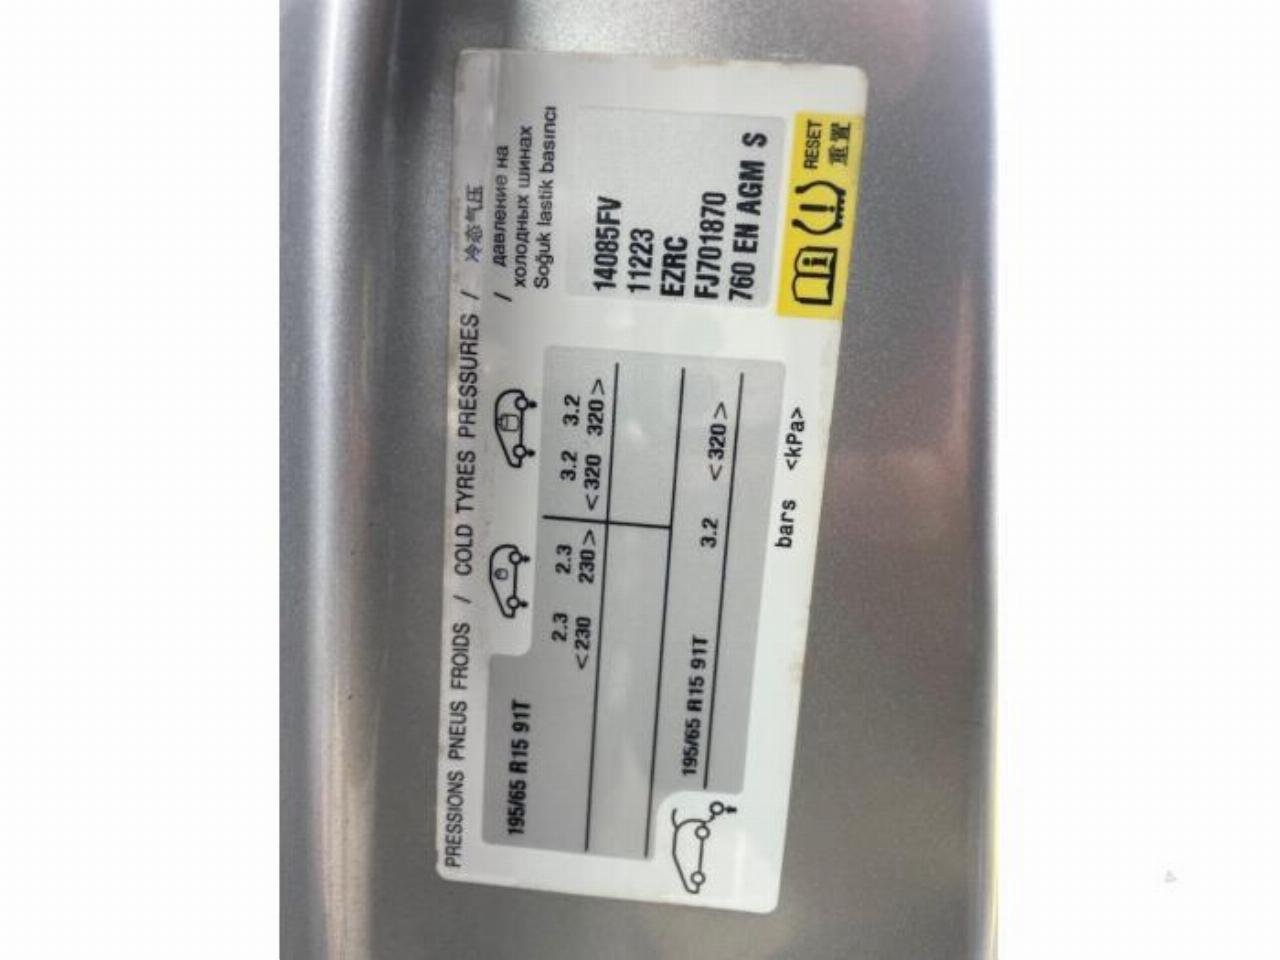 PRESSIONS PNEUS FROIDS / COLD TYRES PRESSURES / 冷态气压
/ давление на
холодных шинах
Soğuk lastik basıncı
195/65 R15 91T
2.3 2.3 3.2 3.2
<230 230> <320 320>
195/65 R15 91T 3.2 <320>
bars <kPa>
14085FV
11223
EZRC
FJ701870
760 EN AGM S
RESET
重置